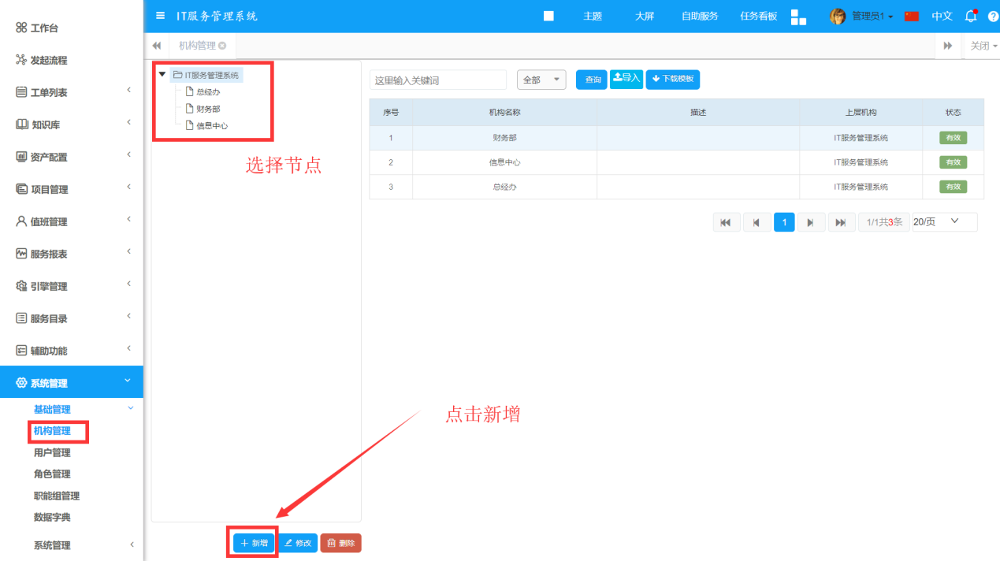 IT服务管理系统
主题
大屏
自助服务
任务看板
管理员1
中文
工作台
发起流程
工单列表
知识库
资产配置
项目管理
值班管理
服务报表
引擎管理
服务目录
辅助功能
系统管理
基础管理
机构管理
用户管理
角色管理
职能组管理
数据字典
系统管理
机构管理
关闭
IT服务管理系统
总经办
财务部
信息中心
选择节点
这里输入关键词
全部
查询
导入
下载模板
序号 机构名称 描述 上层机构 状态
1 财务部 IT服务管理系统 有效
2 信息中心 IT服务管理系统 有效
3 总经办 IT服务管理系统 有效
1
1/1共3条
20/页
点击新增
新增
修改
删除